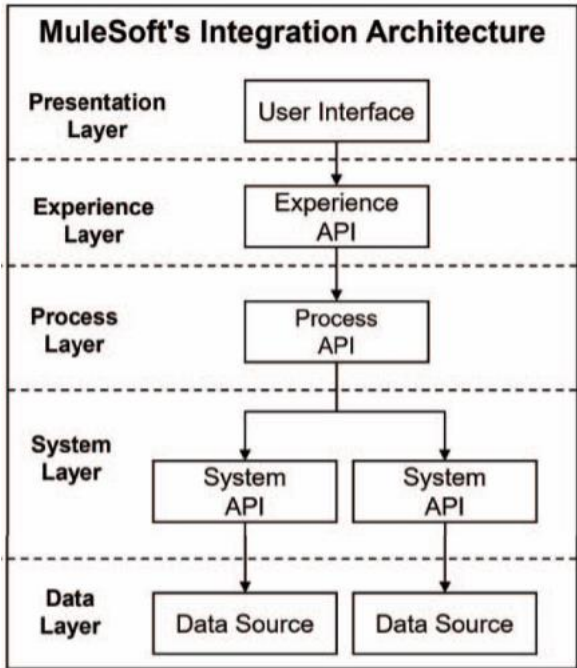 MuleSoft's Integration Architecture
Presentation
Layer
User Interface
Experience
Layer
Experience
API
Process
Layer
Process
API
System
Layer
System
API
System
API
Data
Layer
Data Source
Data Source